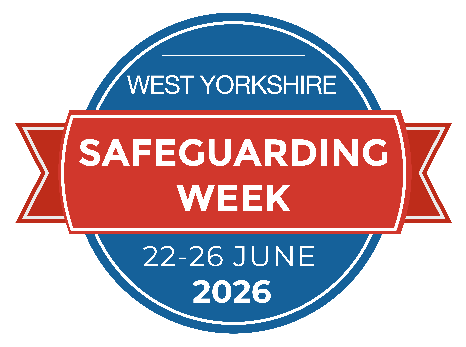 WEST YORKSHIRE
SAFEGUARDING
WEEK
22-26 JUNE
2026